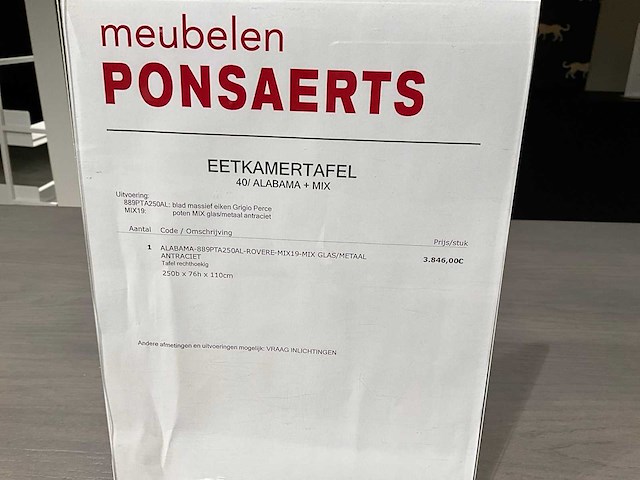 meubelen
PONSAERTS
EETKAMERTAFEL
40/ ALABAMA + MIX
Uitvoering:
889PTA250AL: blad massief eiken Grigio Perce
MIX19: poten MIX glas/metaal antraciet
Aantal Code / Omschrijving Prijs/stuk
1 ALABAMA-889PTA250AL-ROVERE-MIX19-MIX GLAS/METAAL
ANTRACIET 3.846,00€
Tafel rechthoekig
250b x 76h x 110cm
Andere afmetingen en uitvoeringen mogelijk: VRAAG INLICHTINGEN